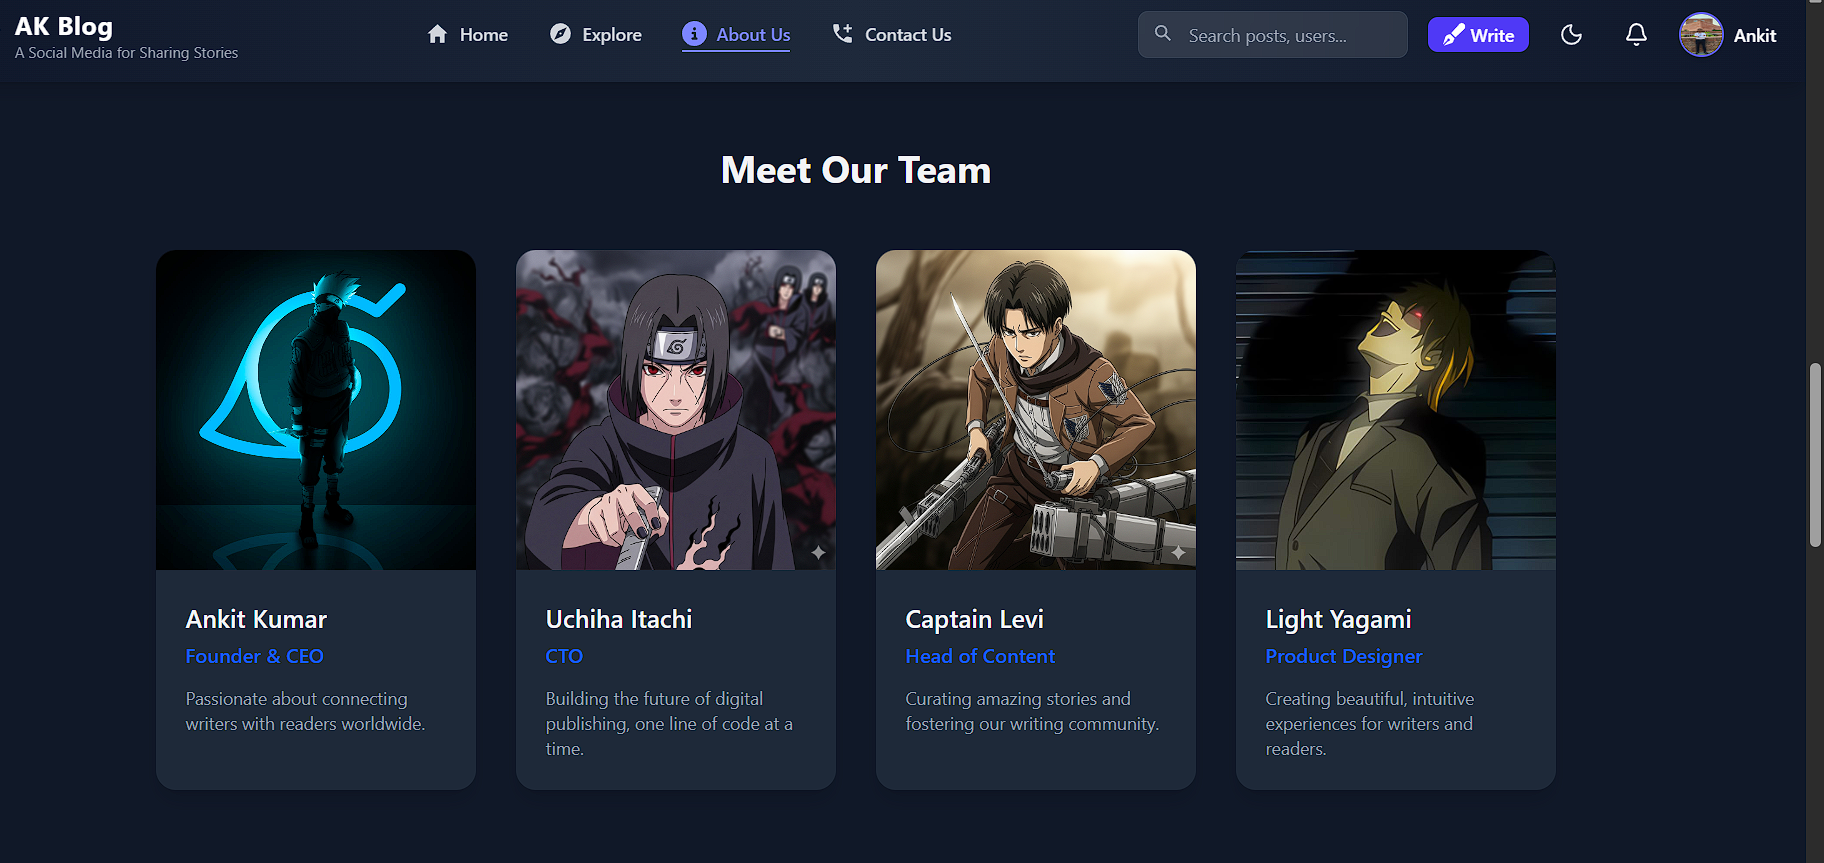 AK Blog
A Social Media for Sharing Stories
Home
Explore
About Us
Contact Us
Search posts, users...
Write
Ankit
Meet Our Team
Ankit Kumar
Founder & CEO
Passionate about connecting
writers with readers worldwide.
Uchiha Itachi
CTO
Building the future of digital
publishing, one line of code at a
time.
Captain Levi
Head of Content
Curating amazing stories and
fostering our writing community.
Light Yagami
Product Designer
Creating beautiful, intuitive
experiences for writers and
readers.